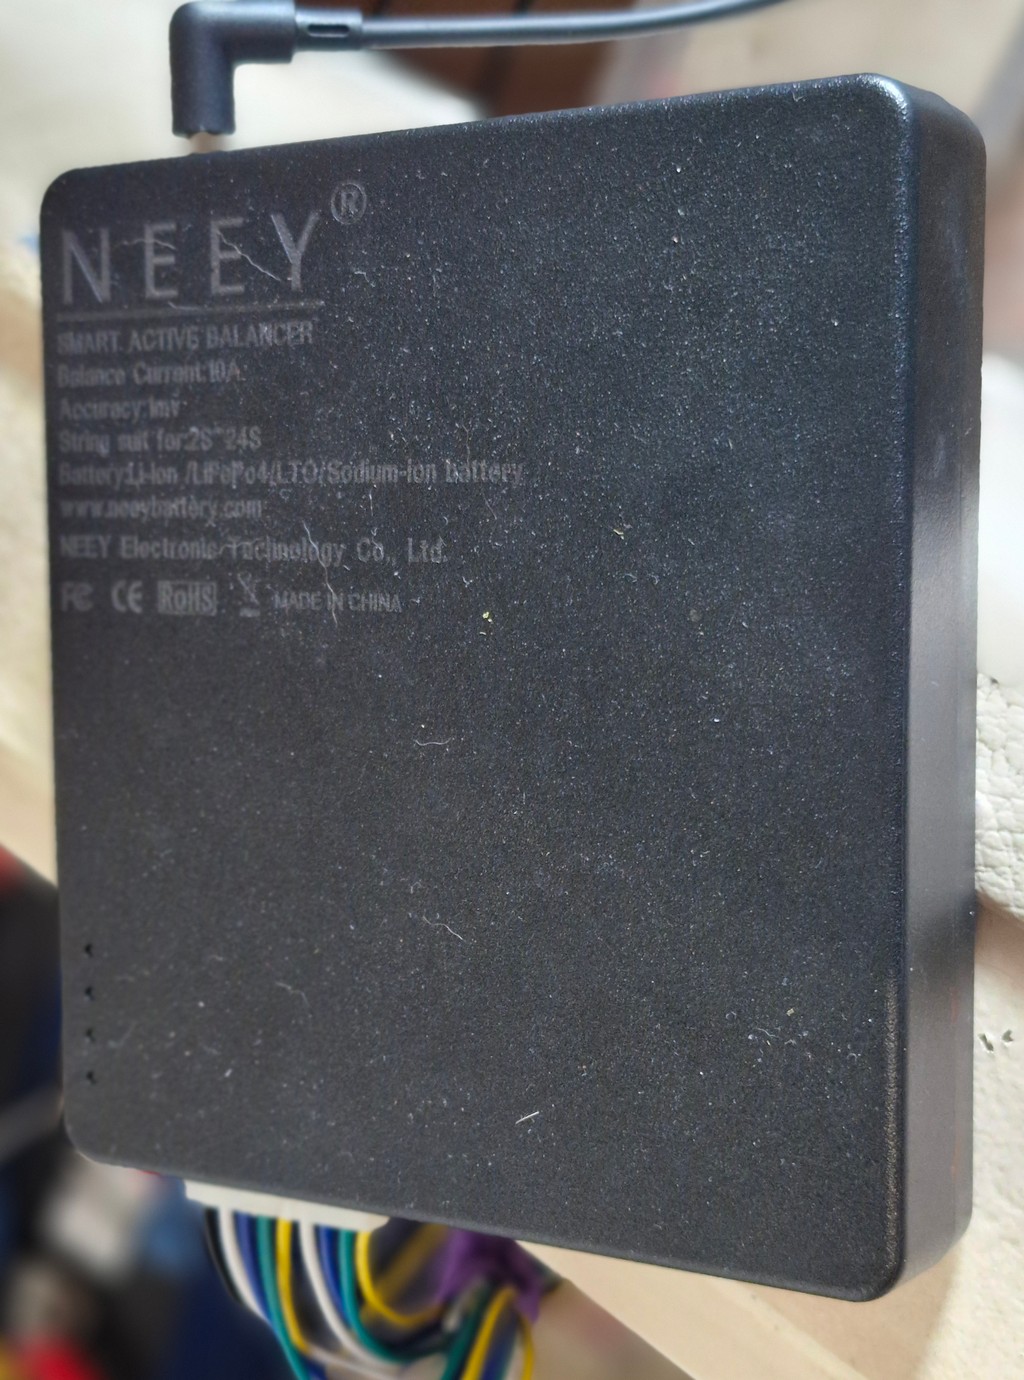 NEEY®
SMART ACTIVE BALANCER
Balance Current:10A
Accuracy:1mV
String suit for:2S~24S
Battery:Li-ion /LiFePo4/LTO/Sodium-ion battery
www.neeybattery.com
NEEY Electronic Technology Co., Ltd.
FC CE RoHS MADE IN CHINA